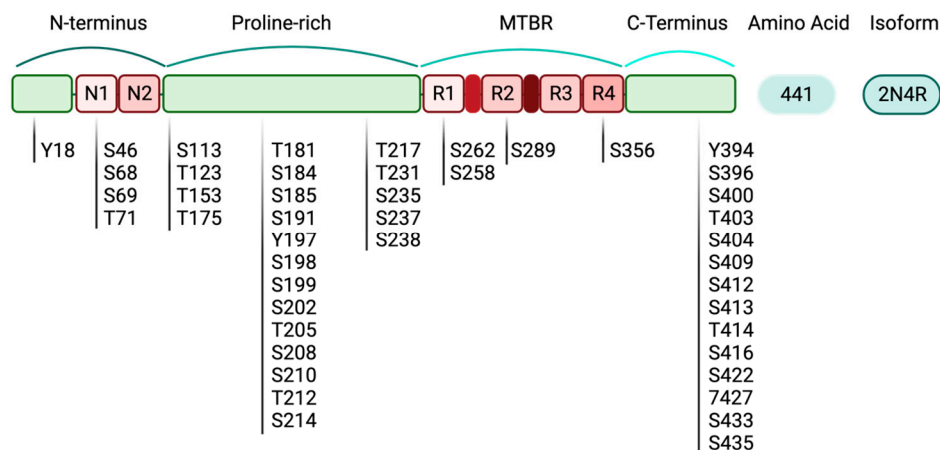 N-terminus Proline-rich MTBR C-Terminus Amino Acid Isoform
N1 N2 R1 R2 R3 R4 441 2N4R
Y18
S46
S68
S69
T71
S113
T123
T153
T175
T181
S184
S185
S191
Y197
S198
S199
S202
T205
S208
S210
T212
S214
T217
T231
S235
S237
S238
S262
S258
S289
S356
Y394
S396
S400
T403
S404
S409
S412
S413
T414
S416
S422
7427
S433
S435